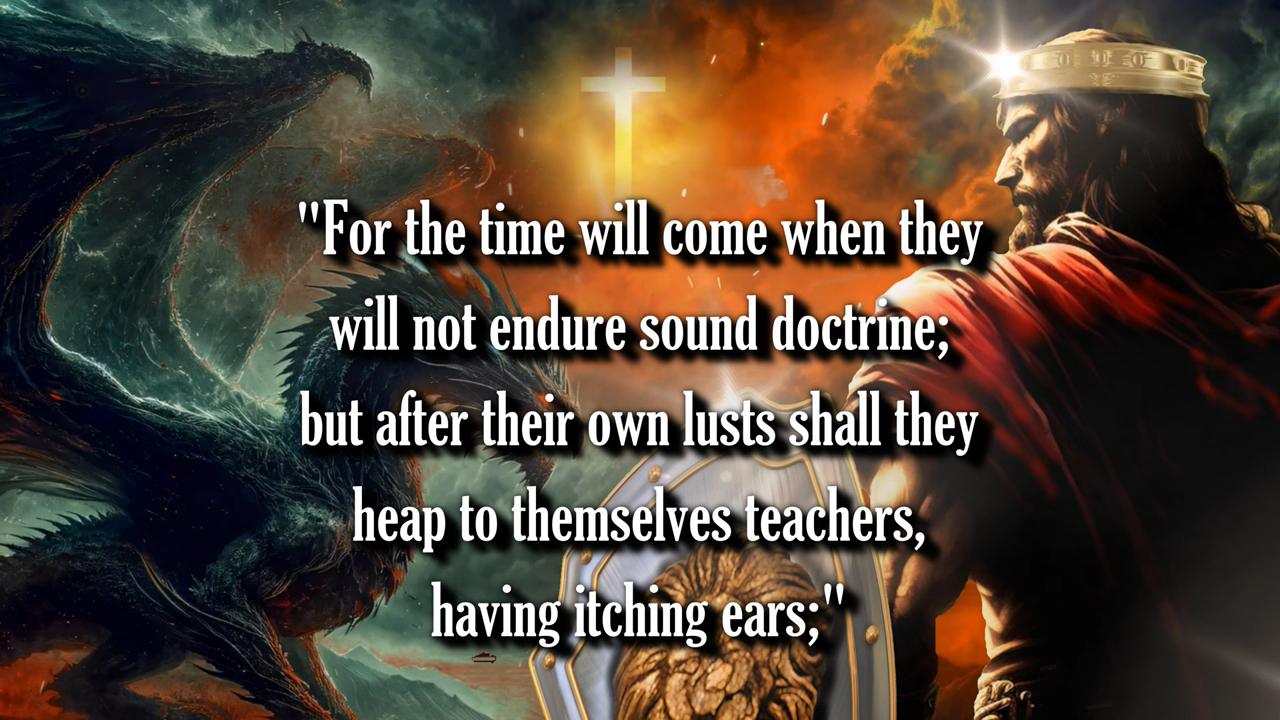 "For the time will come when they
will not endure sound doctrine;
but after their own lusts shall they
heap to themselves teachers,
having itching ears;"